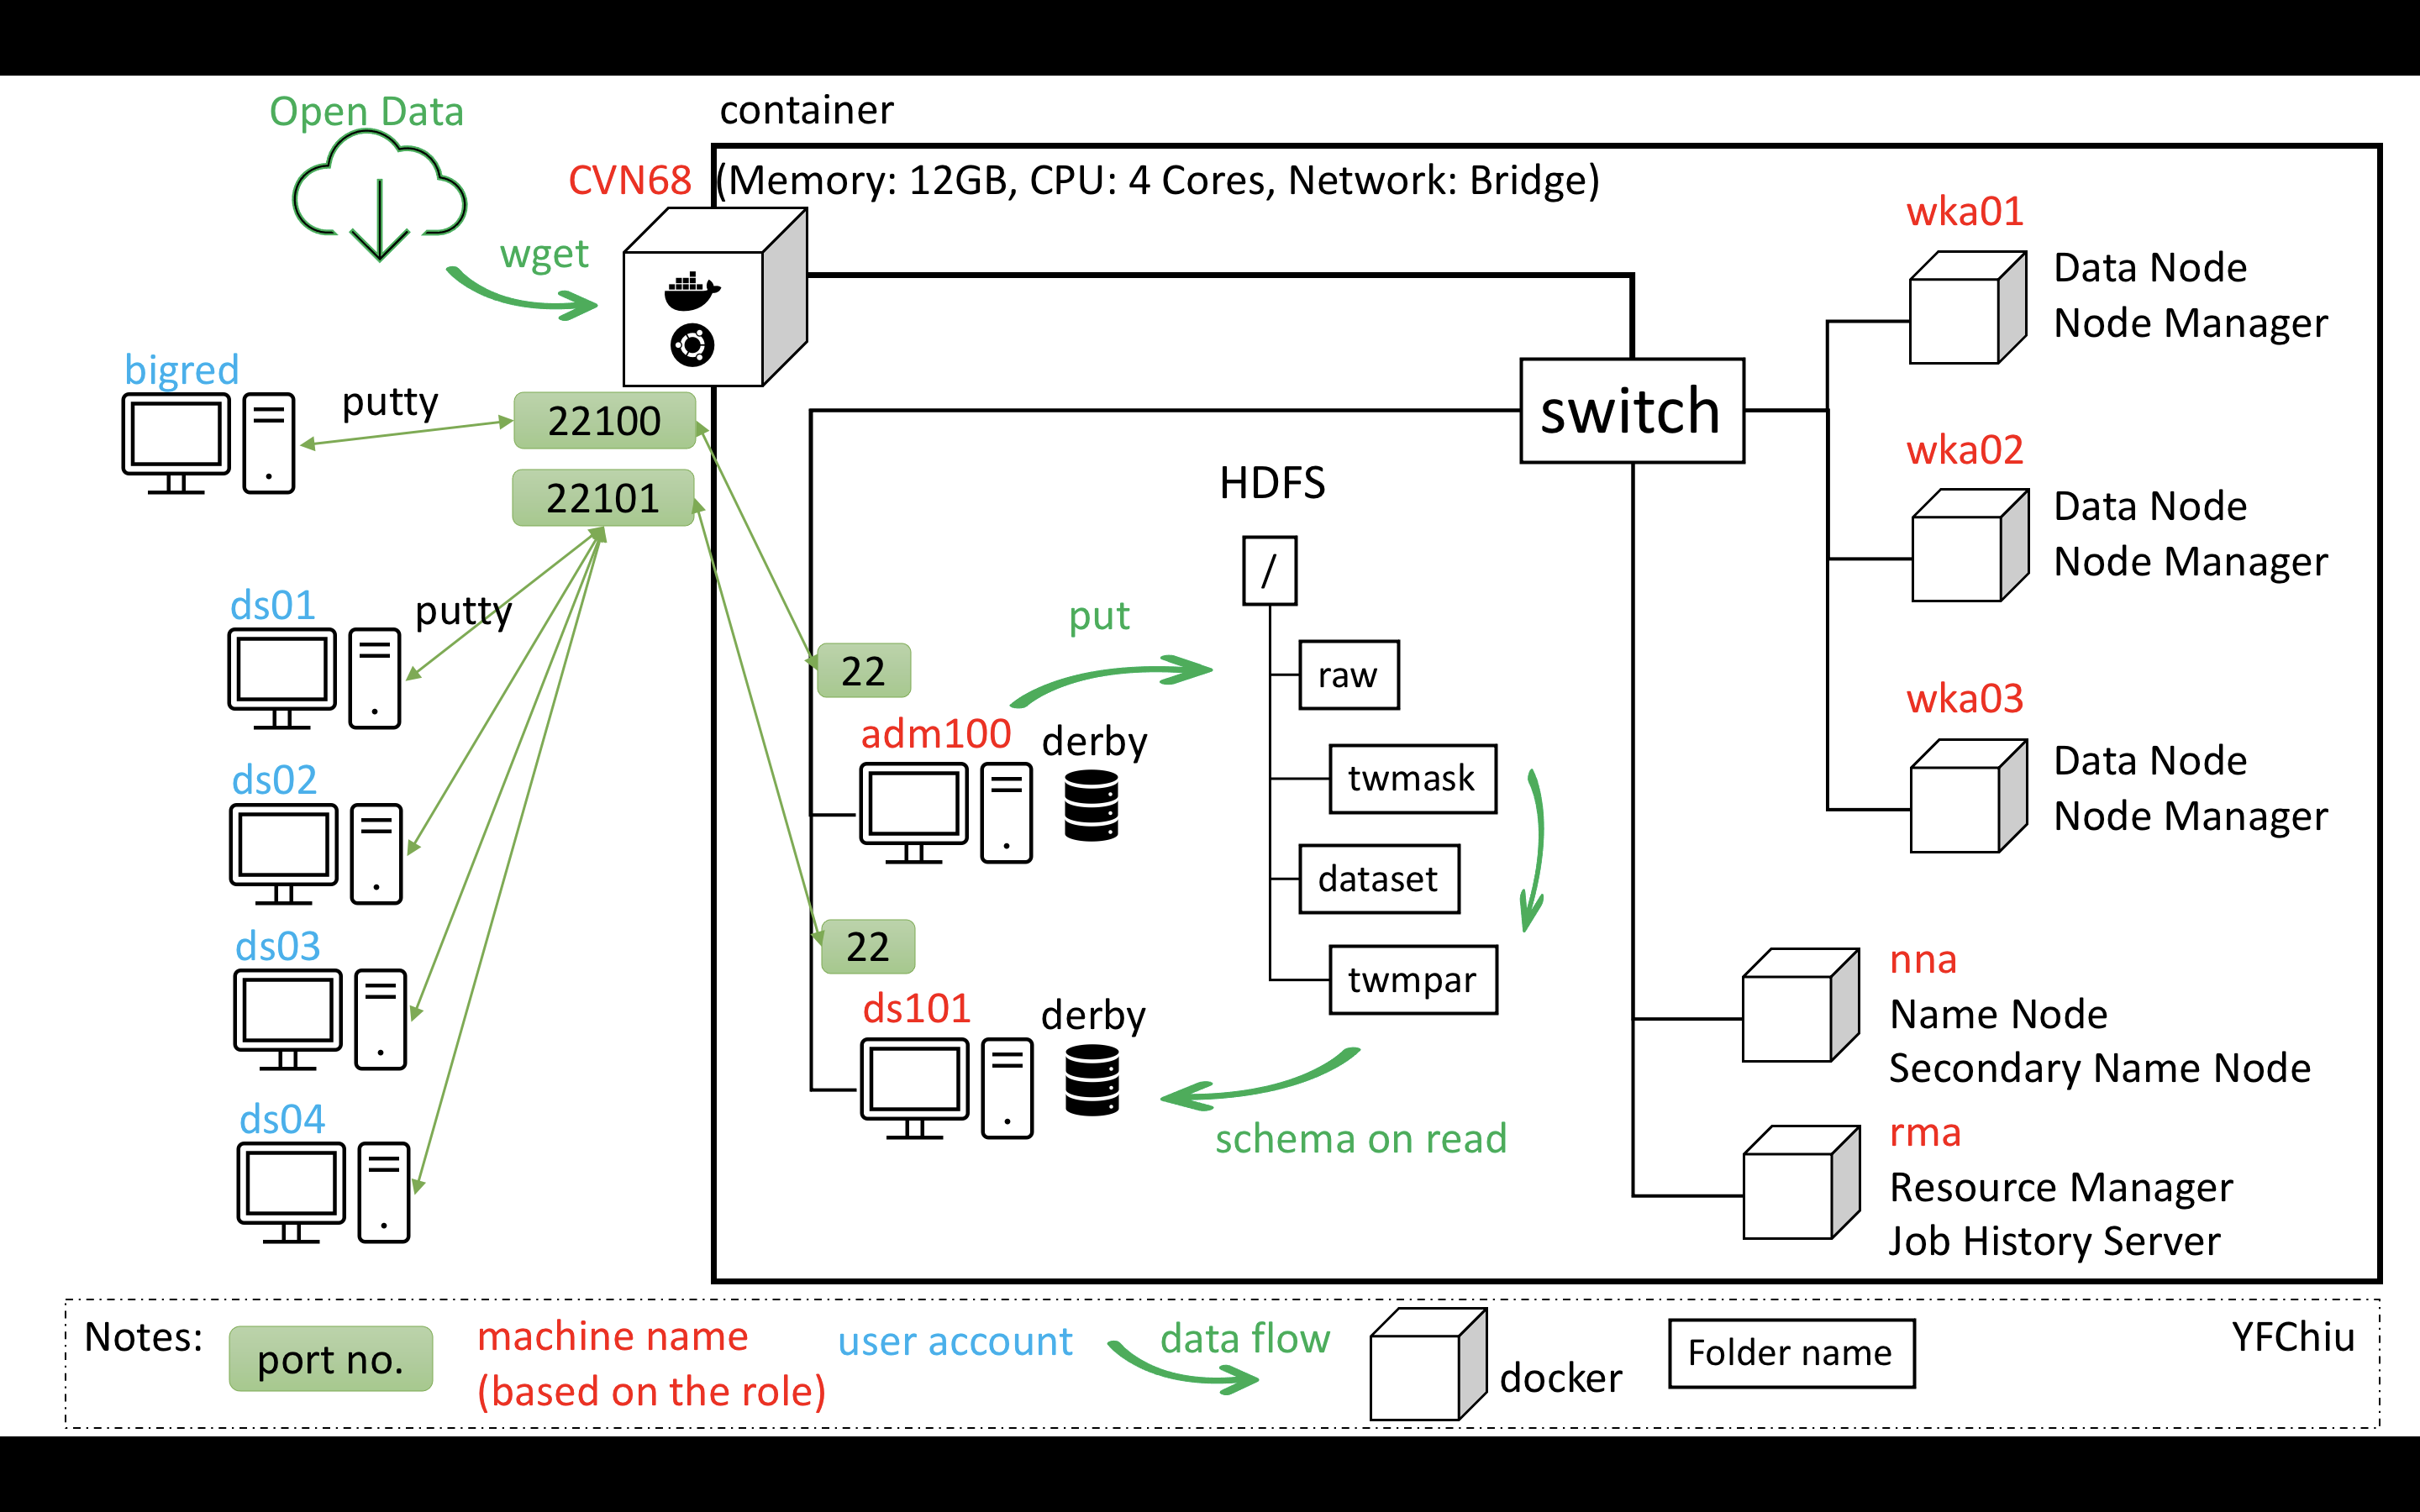 Open Data
container
CVN68 (Memory: 12GB, CPU: 4 Cores, Network: Bridge)
wget
wka01
Data Node
Node Manager
bigred
putty
22100
22101
switch
HDFS
/
wka02
Data Node
Node Manager
ds01
putty
put
22
raw
wka03
Data Node
Node Manager
adm100
derby
twmask
ds02
dataset
ds03
22
twmpar
nna
Name Node
Secondary Name Node
ds101
derby
ds04
schema on read
rma
Resource Manager
Job History Server
Notes:
port no.
machine name
(based on the role)
user account
data flow
docker
Folder name
YFChiu